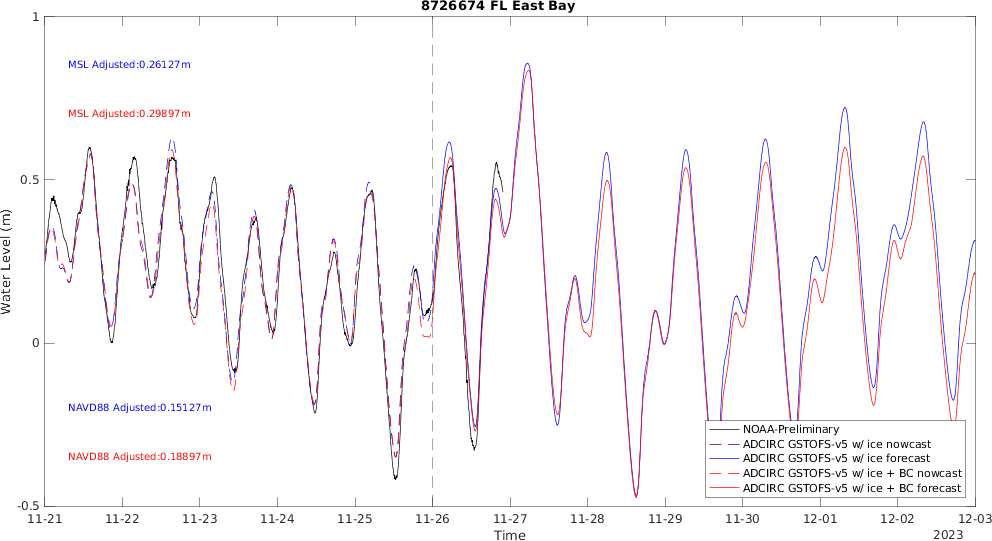 8726674 FL East Bay
1
0.5
0
-0.5
Water Level (m)
MSL Adjusted:0.26127m
MSL Adjusted:0.29897m
NAVD88 Adjusted:0.15127m
NAVD88 Adjusted:0.18897m
NOAA-Preliminary
ADCIRC GSTOFS-v5 w/ ice nowcast
ADCIRC GSTOFS-v5 w/ ice forecast
ADCIRC GSTOFS-v5 w/ ice + BC nowcast
ADCIRC GSTOFS-v5 w/ ice + BC forecast
11-21 11-22 11-23 11-24 11-25 11-26 11-27 11-28 11-29 11-30 12-01 12-02 12-03
Time
2023